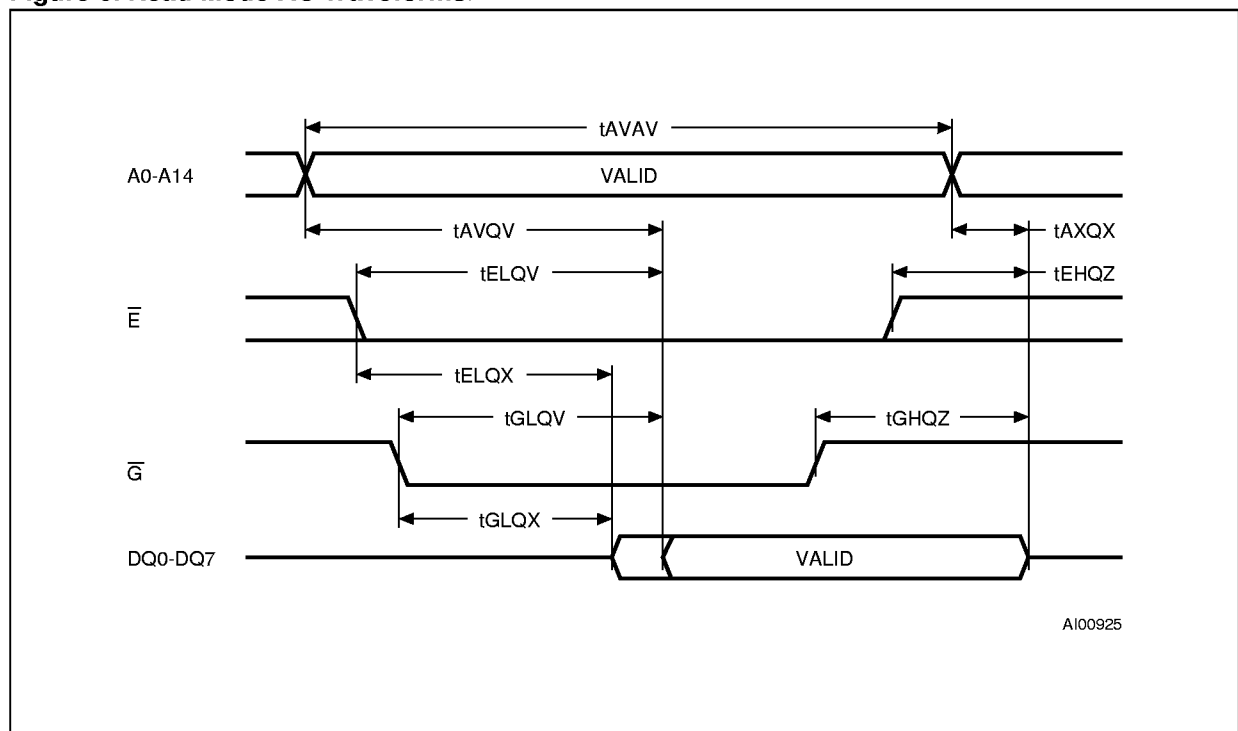 tAVAV
A0-A14
VALID
tAVQV
tAXQX
tELQV
tEHQZ
E
tELQX
tGLQV
tGHQZ
G
tGLQX
DQ0-DQ7
VALID
AI00925